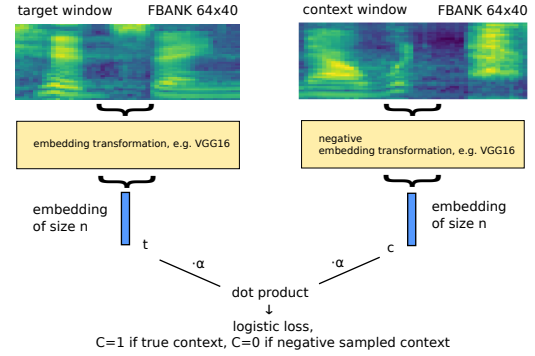 target window FBANK 64x40
context window FBANK 64x40
embedding transformation, e.g. VGG16
negative
embedding transformation, e.g. VGG16
embedding
of size n
embedding
of size n
t
c
·α
·α
dot product
↓
logistic loss,
C=1 if true context, C=0 if negative sampled context